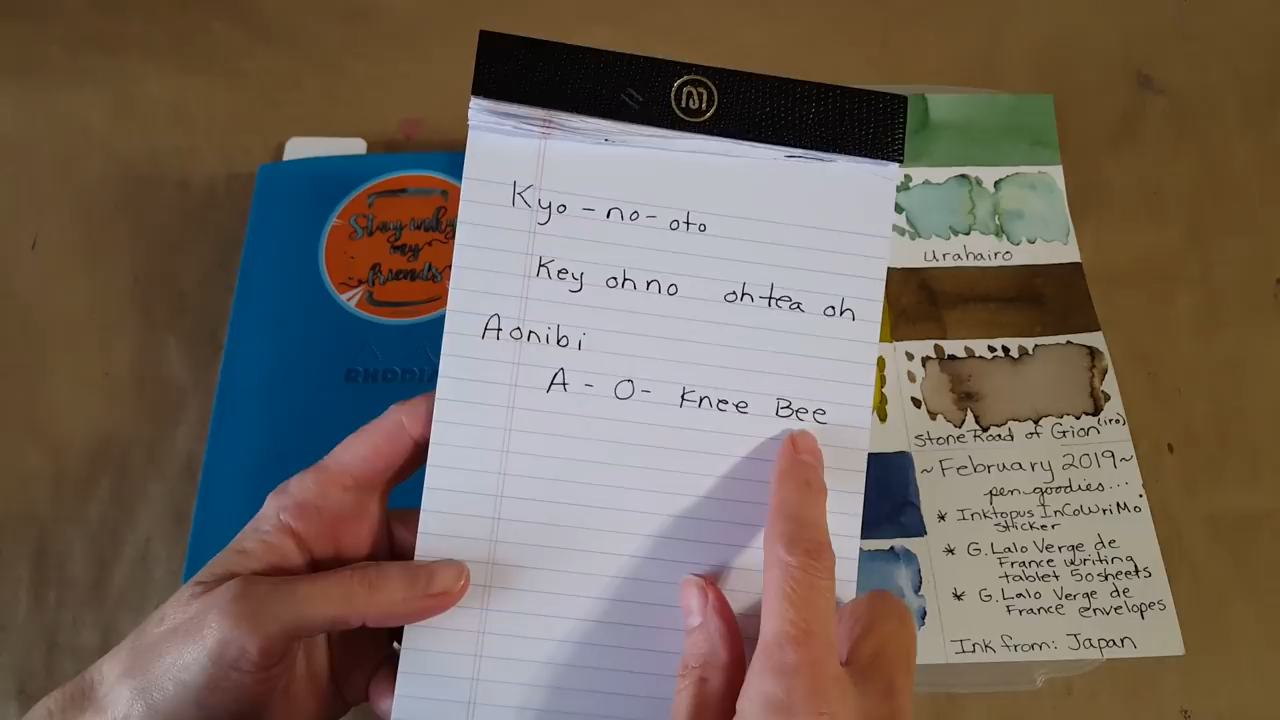 Kyo-no-oto
Key ohno ohtea oh
Aonibi
A-O-Knee Bee
Stay inky
my
friends
RHODIA
urahairo
Stone Road of Gion (iro)
~February 2019~
pen-goodies...
* Inktopus InCoWriMo
Sticker
* G. Lalo Verge de
France writing
tablet 50 sheets
* G. Lalo Verge de
France envelopes
Ink from: Japan